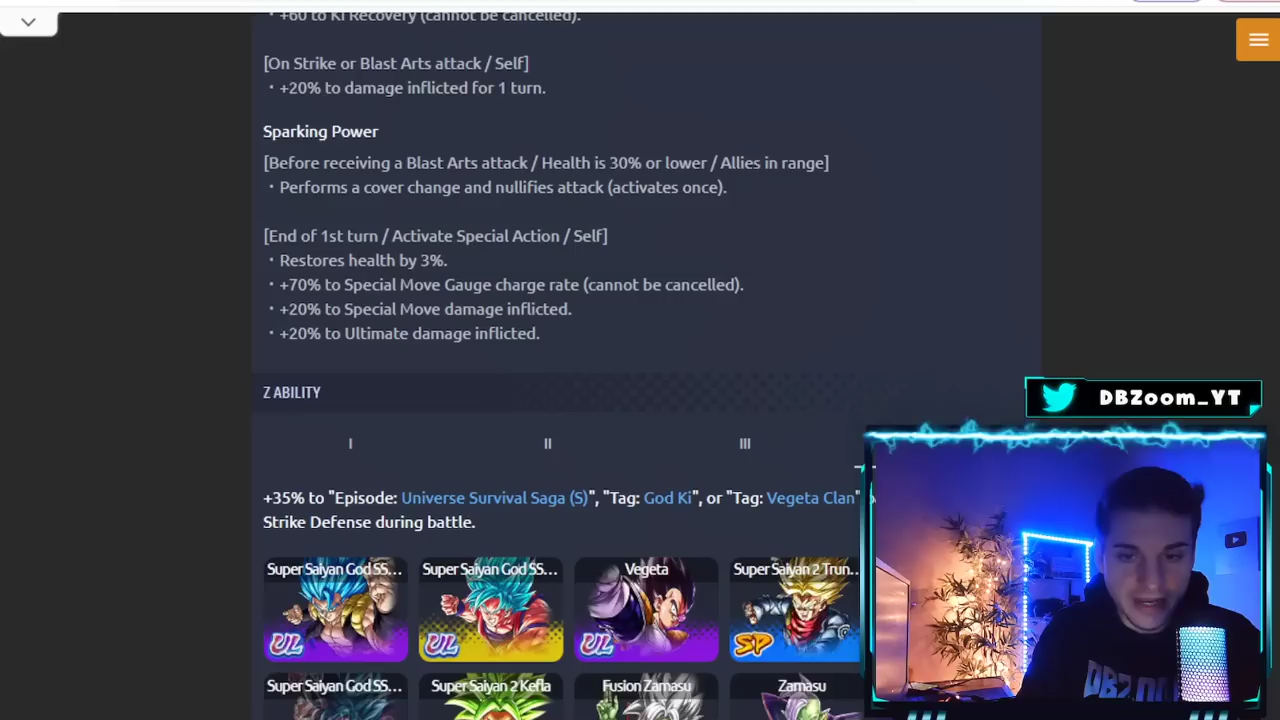 ・+60 to Ki Recovery (cannot be cancelled).
[On Strike or Blast Arts attack / Self]
・+20% to damage inflicted for 1 turn.
Sparking Power
[Before receiving a Blast Arts attack / Health is 30% or lower / Allies in range]
・Performs a cover change and nullifies attack (activates once).
[End of 1st turn / Activate Special Action / Self]
・Restores health by 3%.
・+70% to Special Move Gauge charge rate (cannot be cancelled).
・+20% to Special Move damage inflicted.
・+20% to Ultimate damage inflicted.
Z ABILITY
I II III
+35% to "Episode: Universe Survival Saga (S)", "Tag: God Ki", or "Tag: Vegeta Clan"
Strike Defense during battle.
Super Saiyan God SS... Super Saiyan God SS... Vegeta Super Saiyan 2 Trun...
UL UL UL SP
Super Saiyan God SS... Super Saiyan 2 Kefla Fusion Zamasu Zamasu
DBZoom_YT
DBZOO